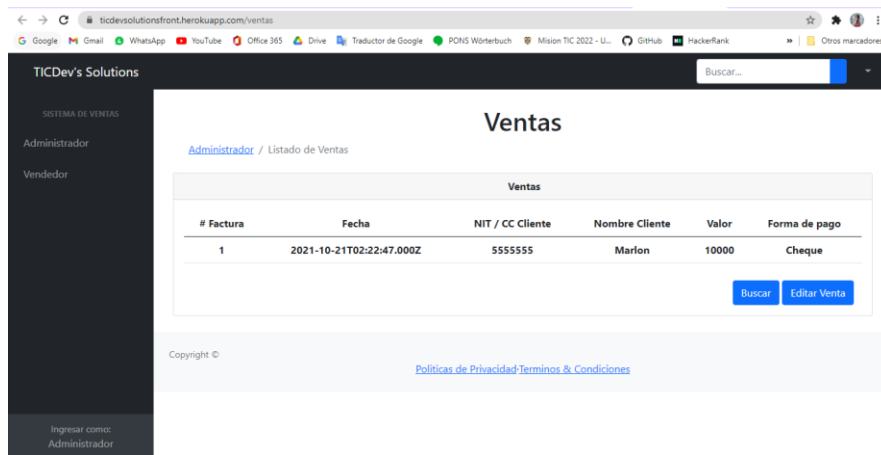 ticdevsolutionsfront.herokuapp.com/ventas
Google Gmail WhatsApp YouTube Office 365 Drive Traductor de Google PONS Wörterbuch Mision TIC 2022 - U... GitHub HackerRank » Otros marcadores
TICDev's Solutions Buscar...
SISTEMA DE VENTAS
Administrador
Vendedor
Ventas
Administrador / Listado de Ventas
Ventas
# Factura Fecha NIT / CC Cliente Nombre Cliente Valor Forma de pago
1 2021-10-21T02:22:47.000Z 5555555 Marlon 10000 Cheque
Buscar Editar Venta
Copyright ©
Politicas de Privacidad·Terminos & Condiciones
Ingresar como:
Administrador